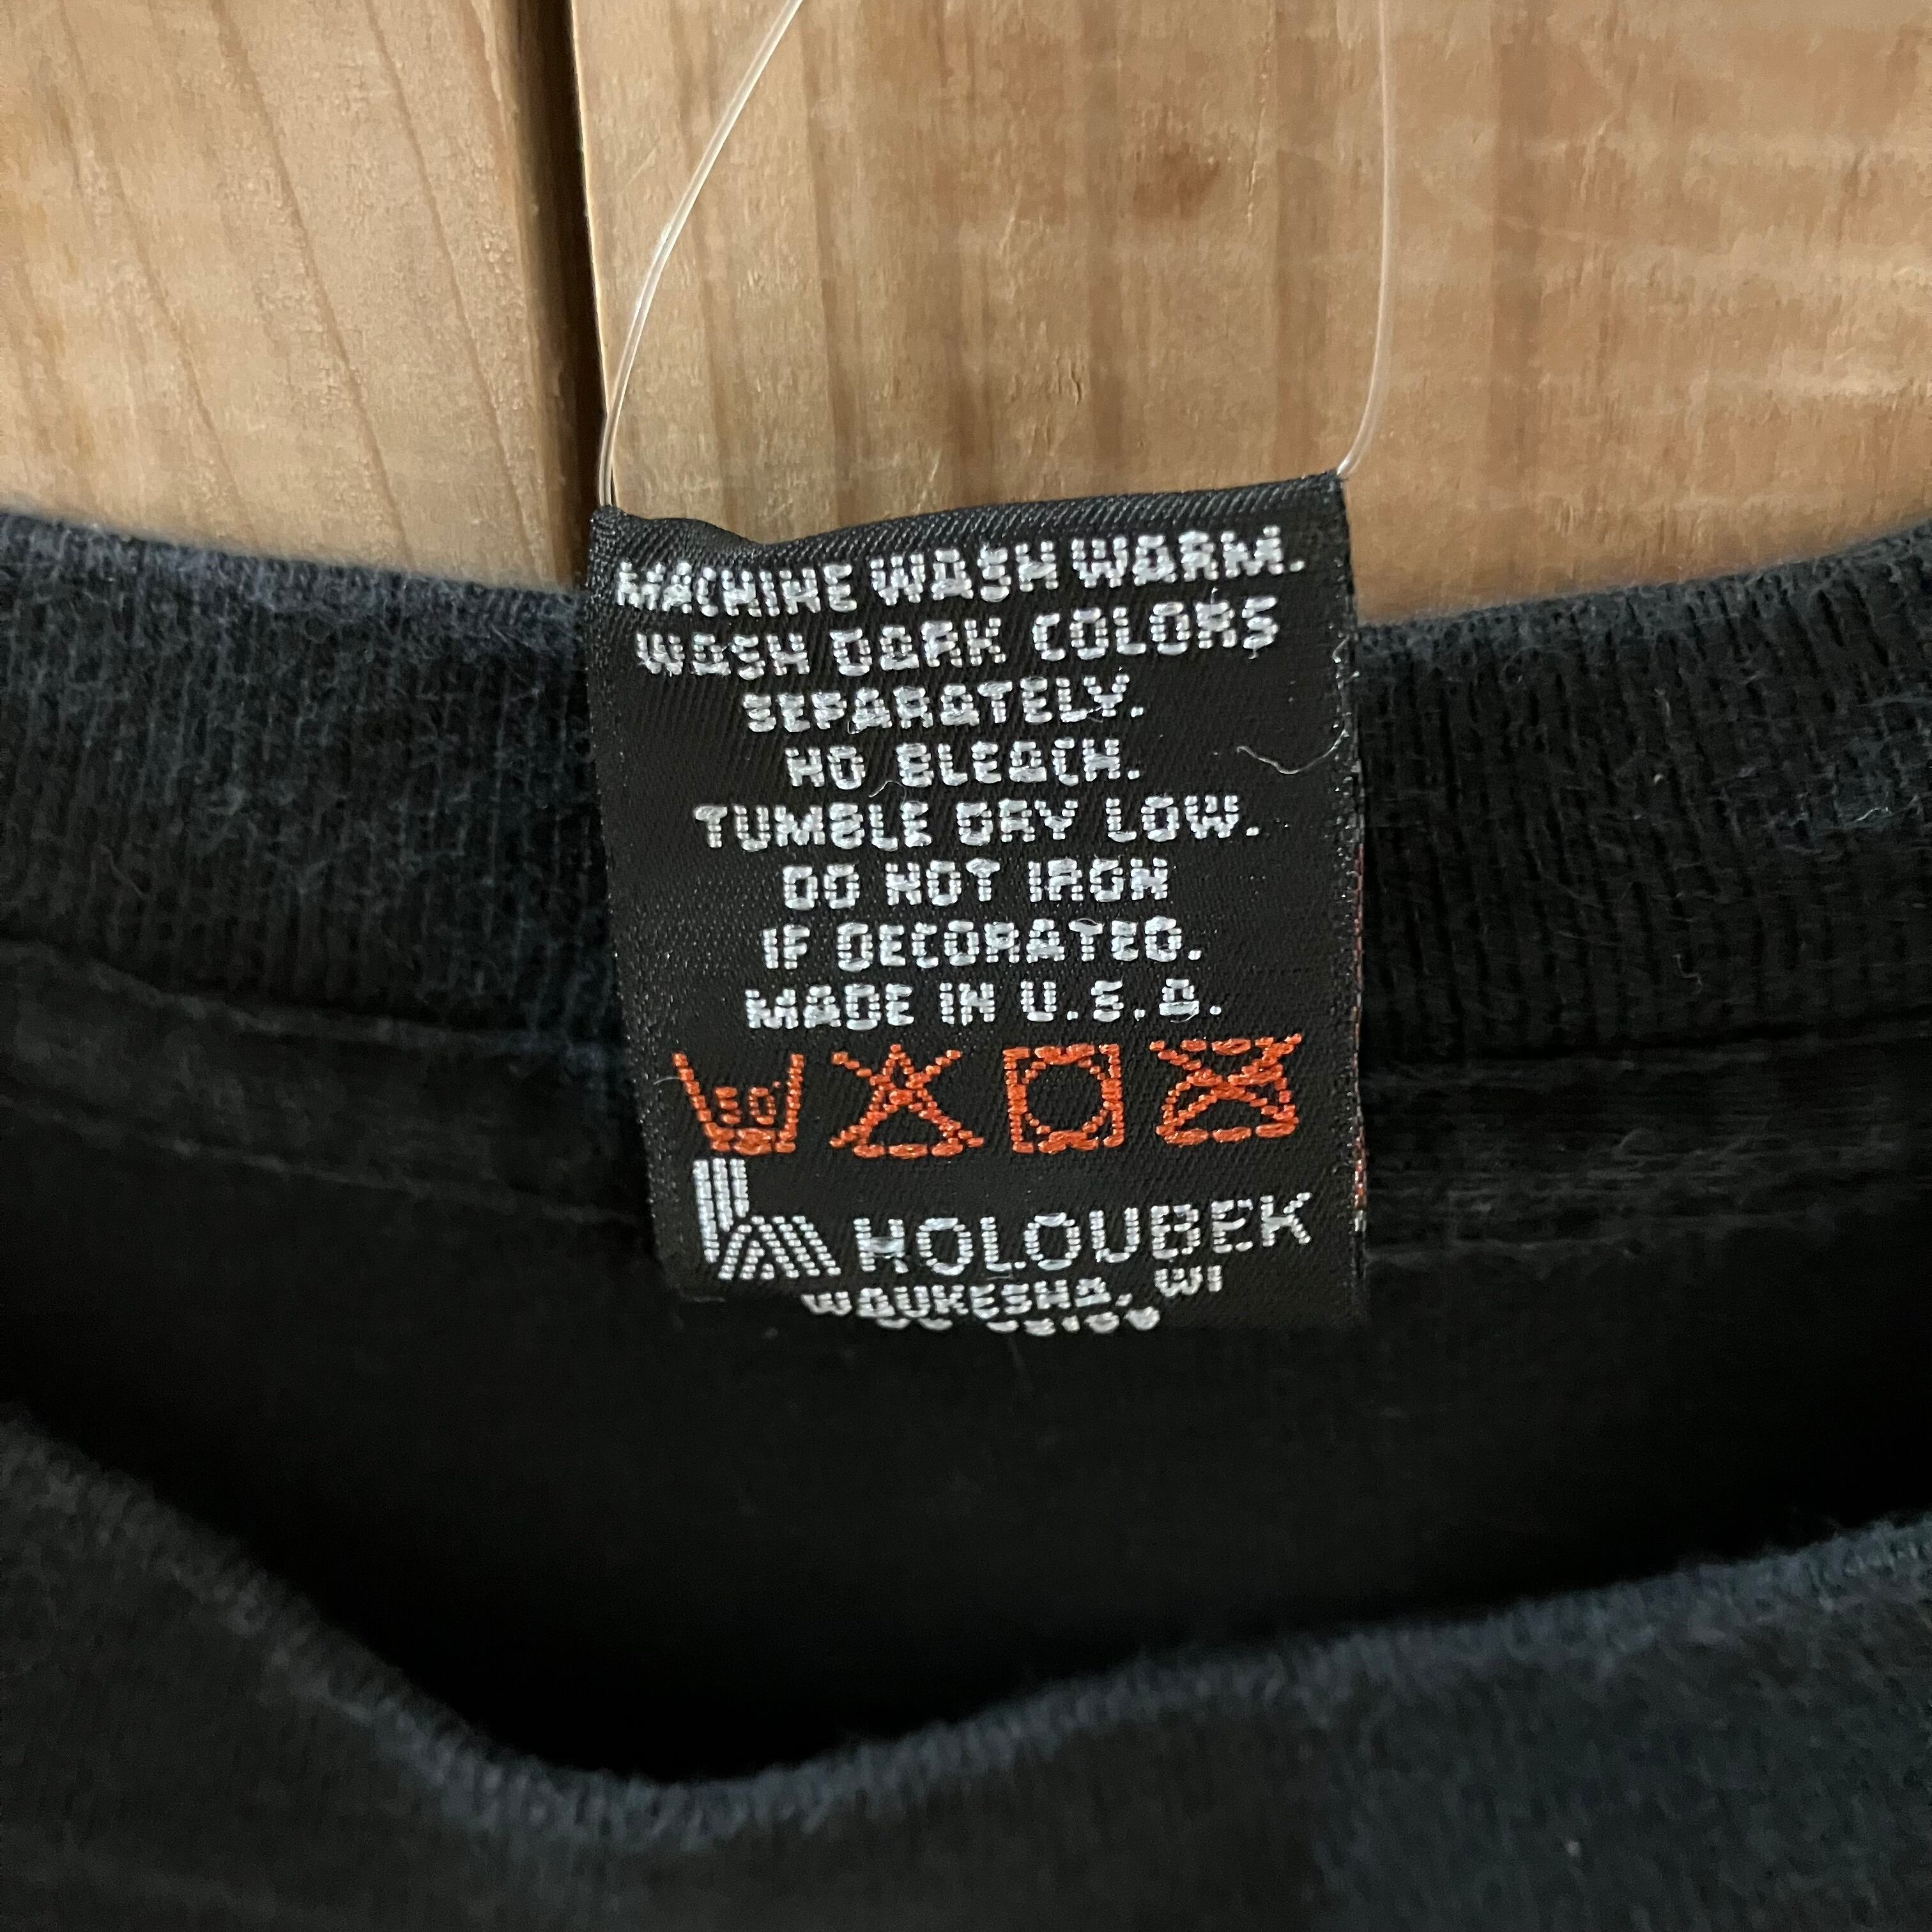 MACHINE WASH WARM.
WASH DARK COLORS
SEPARATELY.
NO BLEACH.
TUMBLE DRY LOW.
DO NOT IRON
IF DECORATED.
MADE IN U.S.A.
HOLOUBEK
WAUKESHA, WI